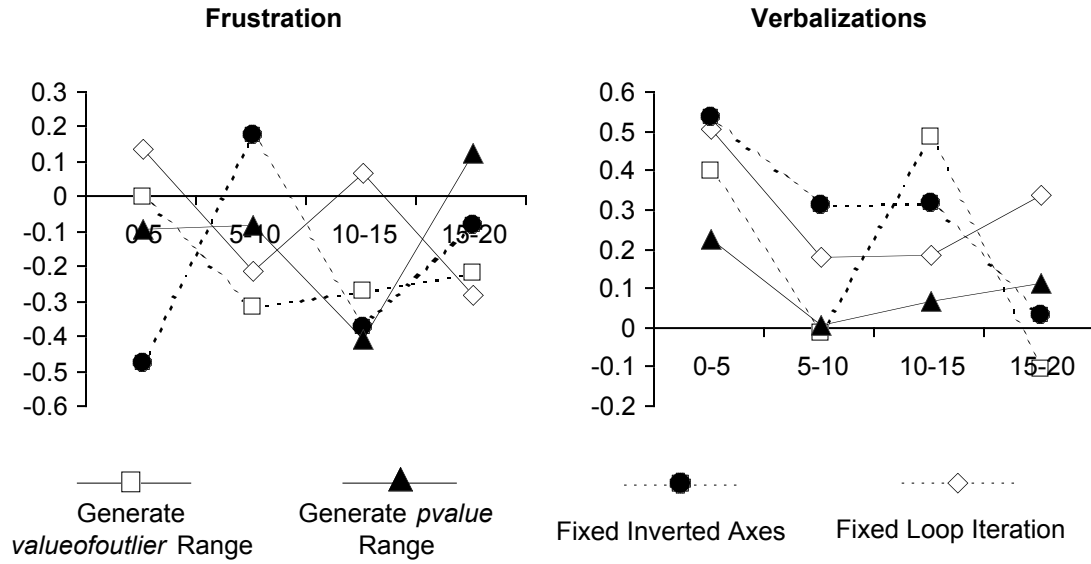 Frustration
0.3
0.2
0.1
0
-0.1
-0.2
-0.3
-0.4
-0.5
-0.6
0-5 5-10 10-15 15-20
Verbalizations
0.6
0.5
0.4
0.3
0.2
0.1
0
-0.1
-0.2
0-5 5-10 10-15 15-20
Generate
valueofoutlier Range
Generate pvalue
Range
Fixed Inverted Axes
Fixed Loop Iteration